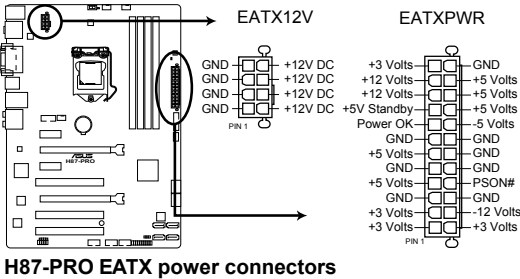 EATX12V
EATXPWR
GND +12V DC
GND +12V DC
GND +12V DC
GND +12V DC
PIN 1
+3 Volts GND
+12 Volts +5 Volts
+12 Volts +5 Volts
+5V Standby +5 Volts
Power OK -5 Volts
GND GND
+5 Volts GND
GND GND
+5 Volts PSON#
GND GND
+3 Volts -12 Volts
+3 Volts +3 Volts
PIN 1
ASUS
H87-PRO
H87-PRO EATX power connectors